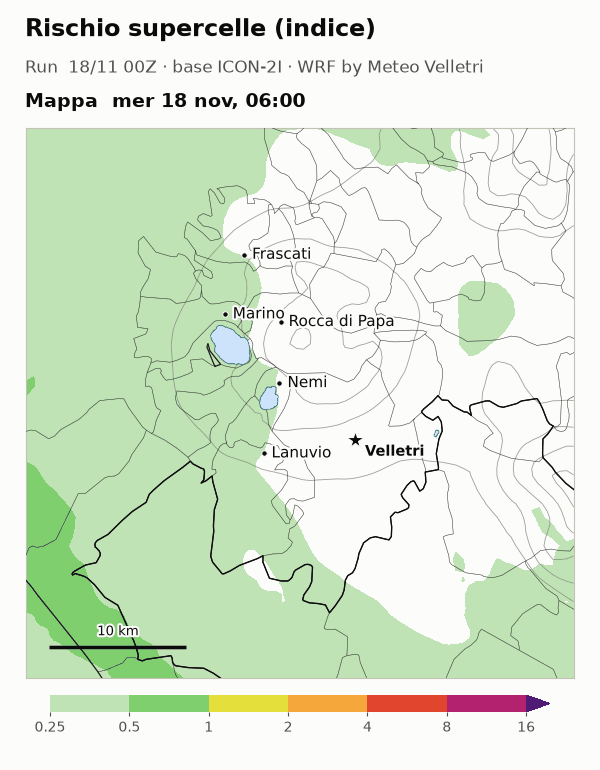 Rischio supercelle (indice)
Run  18/11 00Z · base ICON-2I · WRF by Meteo Velletri
Mappa  mer 18 nov, 06:00
Frascati
Marino
Rocca di Papa
Nemi
Velletri
Lanuvio
10 km
0.25 0.5 1 2 4 8 16